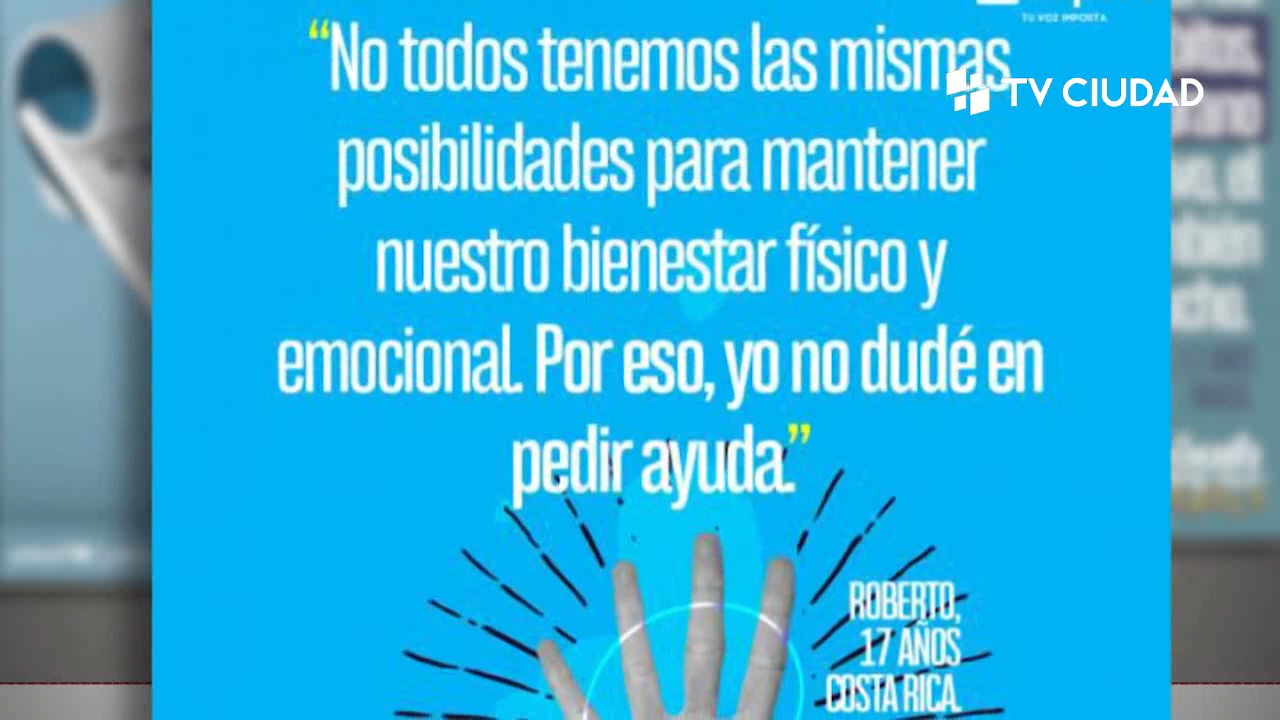 TU VOZ IMPORTA
TV CIUDAD
“No todos tenemos las mismas
posibilidades para mantener
nuestro bienestar físico y
emocional. Por eso, yo no dudé en
pedir ayuda.”
ROBERTO,
17 AÑOS
COSTA RICA.